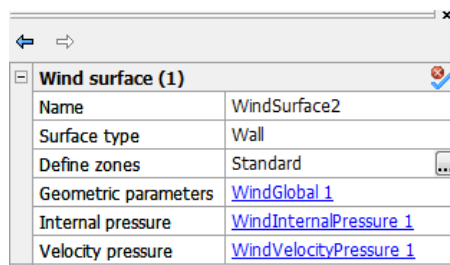 Wind surface (1)
Name WindSurface2
Surface type Wall
Define zones Standard ...
Geometric parameters WindGlobal 1
Internal pressure WindInternalPressure 1
Velocity pressure WindVelocityPressure 1